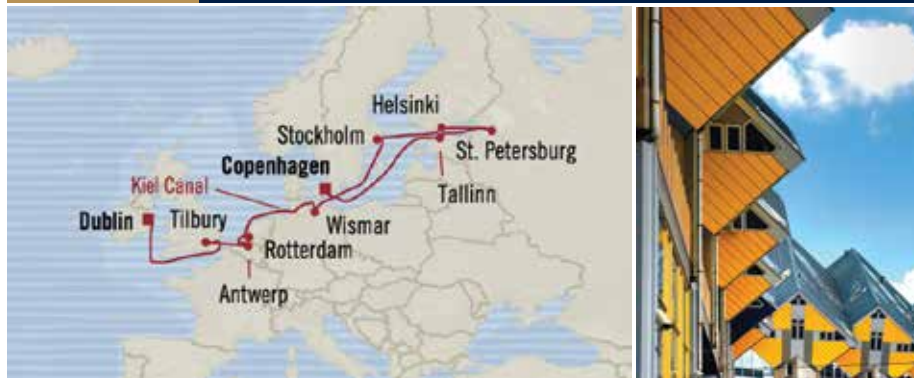 Helsinki
Stockholm
St. Petersburg
Copenhagen
Kiel Canal
Tallinn
Dublin
Tilbury
Wismar
Rotterdam
Antwerp